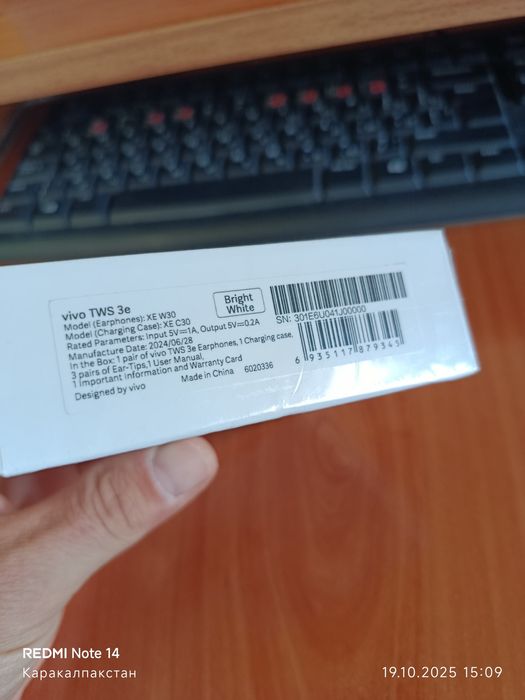 vivo TWS 3e
Model (Earphones): XE W30
Model (Charging Case): XE C30
Rated Parameters: Input 5V⎓1A, Output 5V⎓0.2A
Manufacture Date: 2024/06/28
In the Box: 1 pair of vivo TWS 3e Earphones, 1 Charging case,
3 pairs of Ear-Tips,1 User Manual,
1 Important Information and Warranty Card
Designed by vivo
Made in China 6020336
Bright
White
SN: 301E6U041J00000
6 935117 879345
REDMI Note 14
Каракалпакстан
19.10.2025 15:09